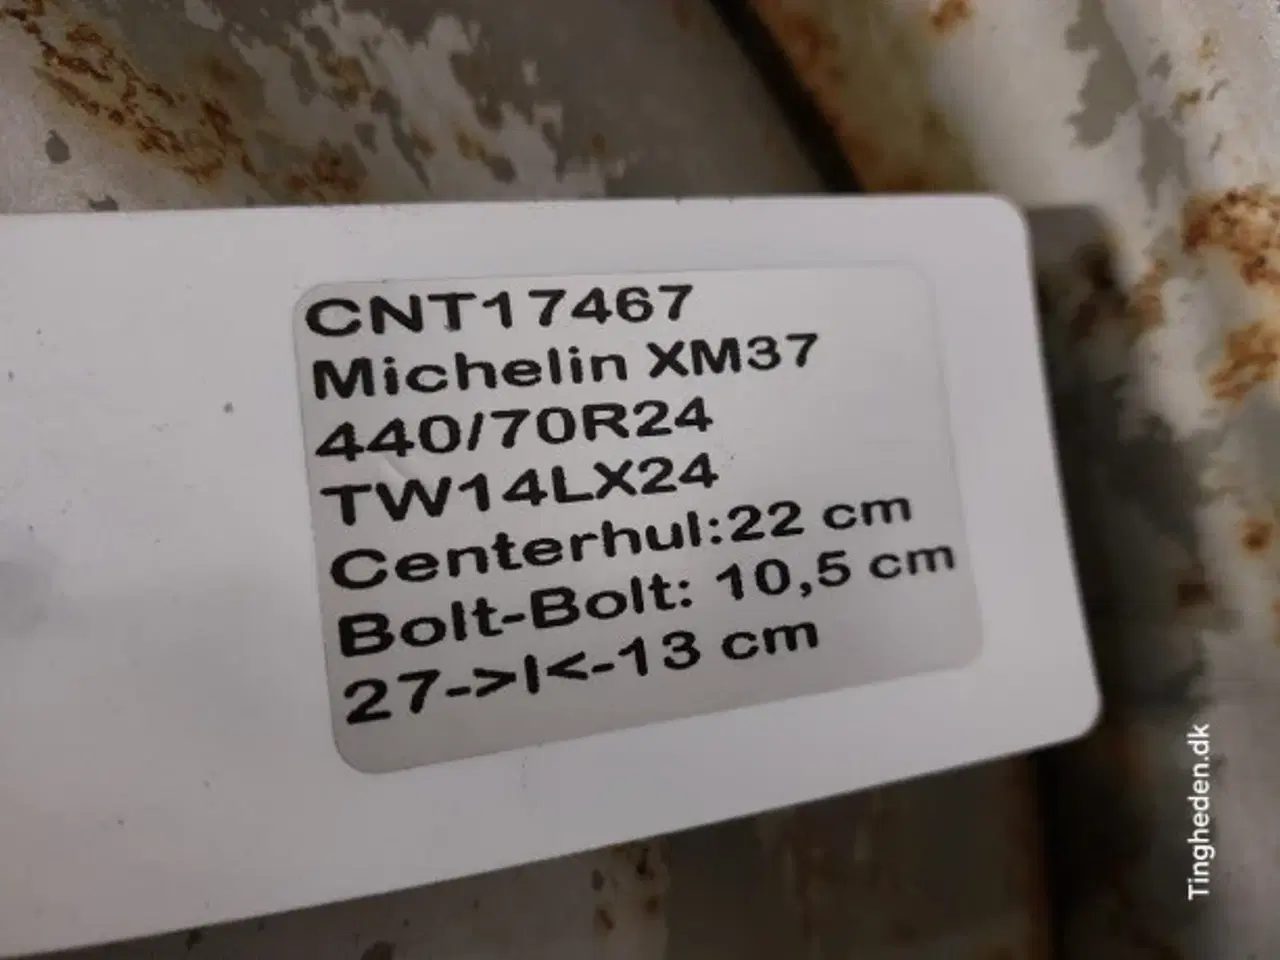 CNT17467
Michelin XM37
440/70R24
TW14LX24
Centerhul:22 cm
Bolt-Bolt: 10,5 cm
27->I<-13 cm
Tingheden.dk